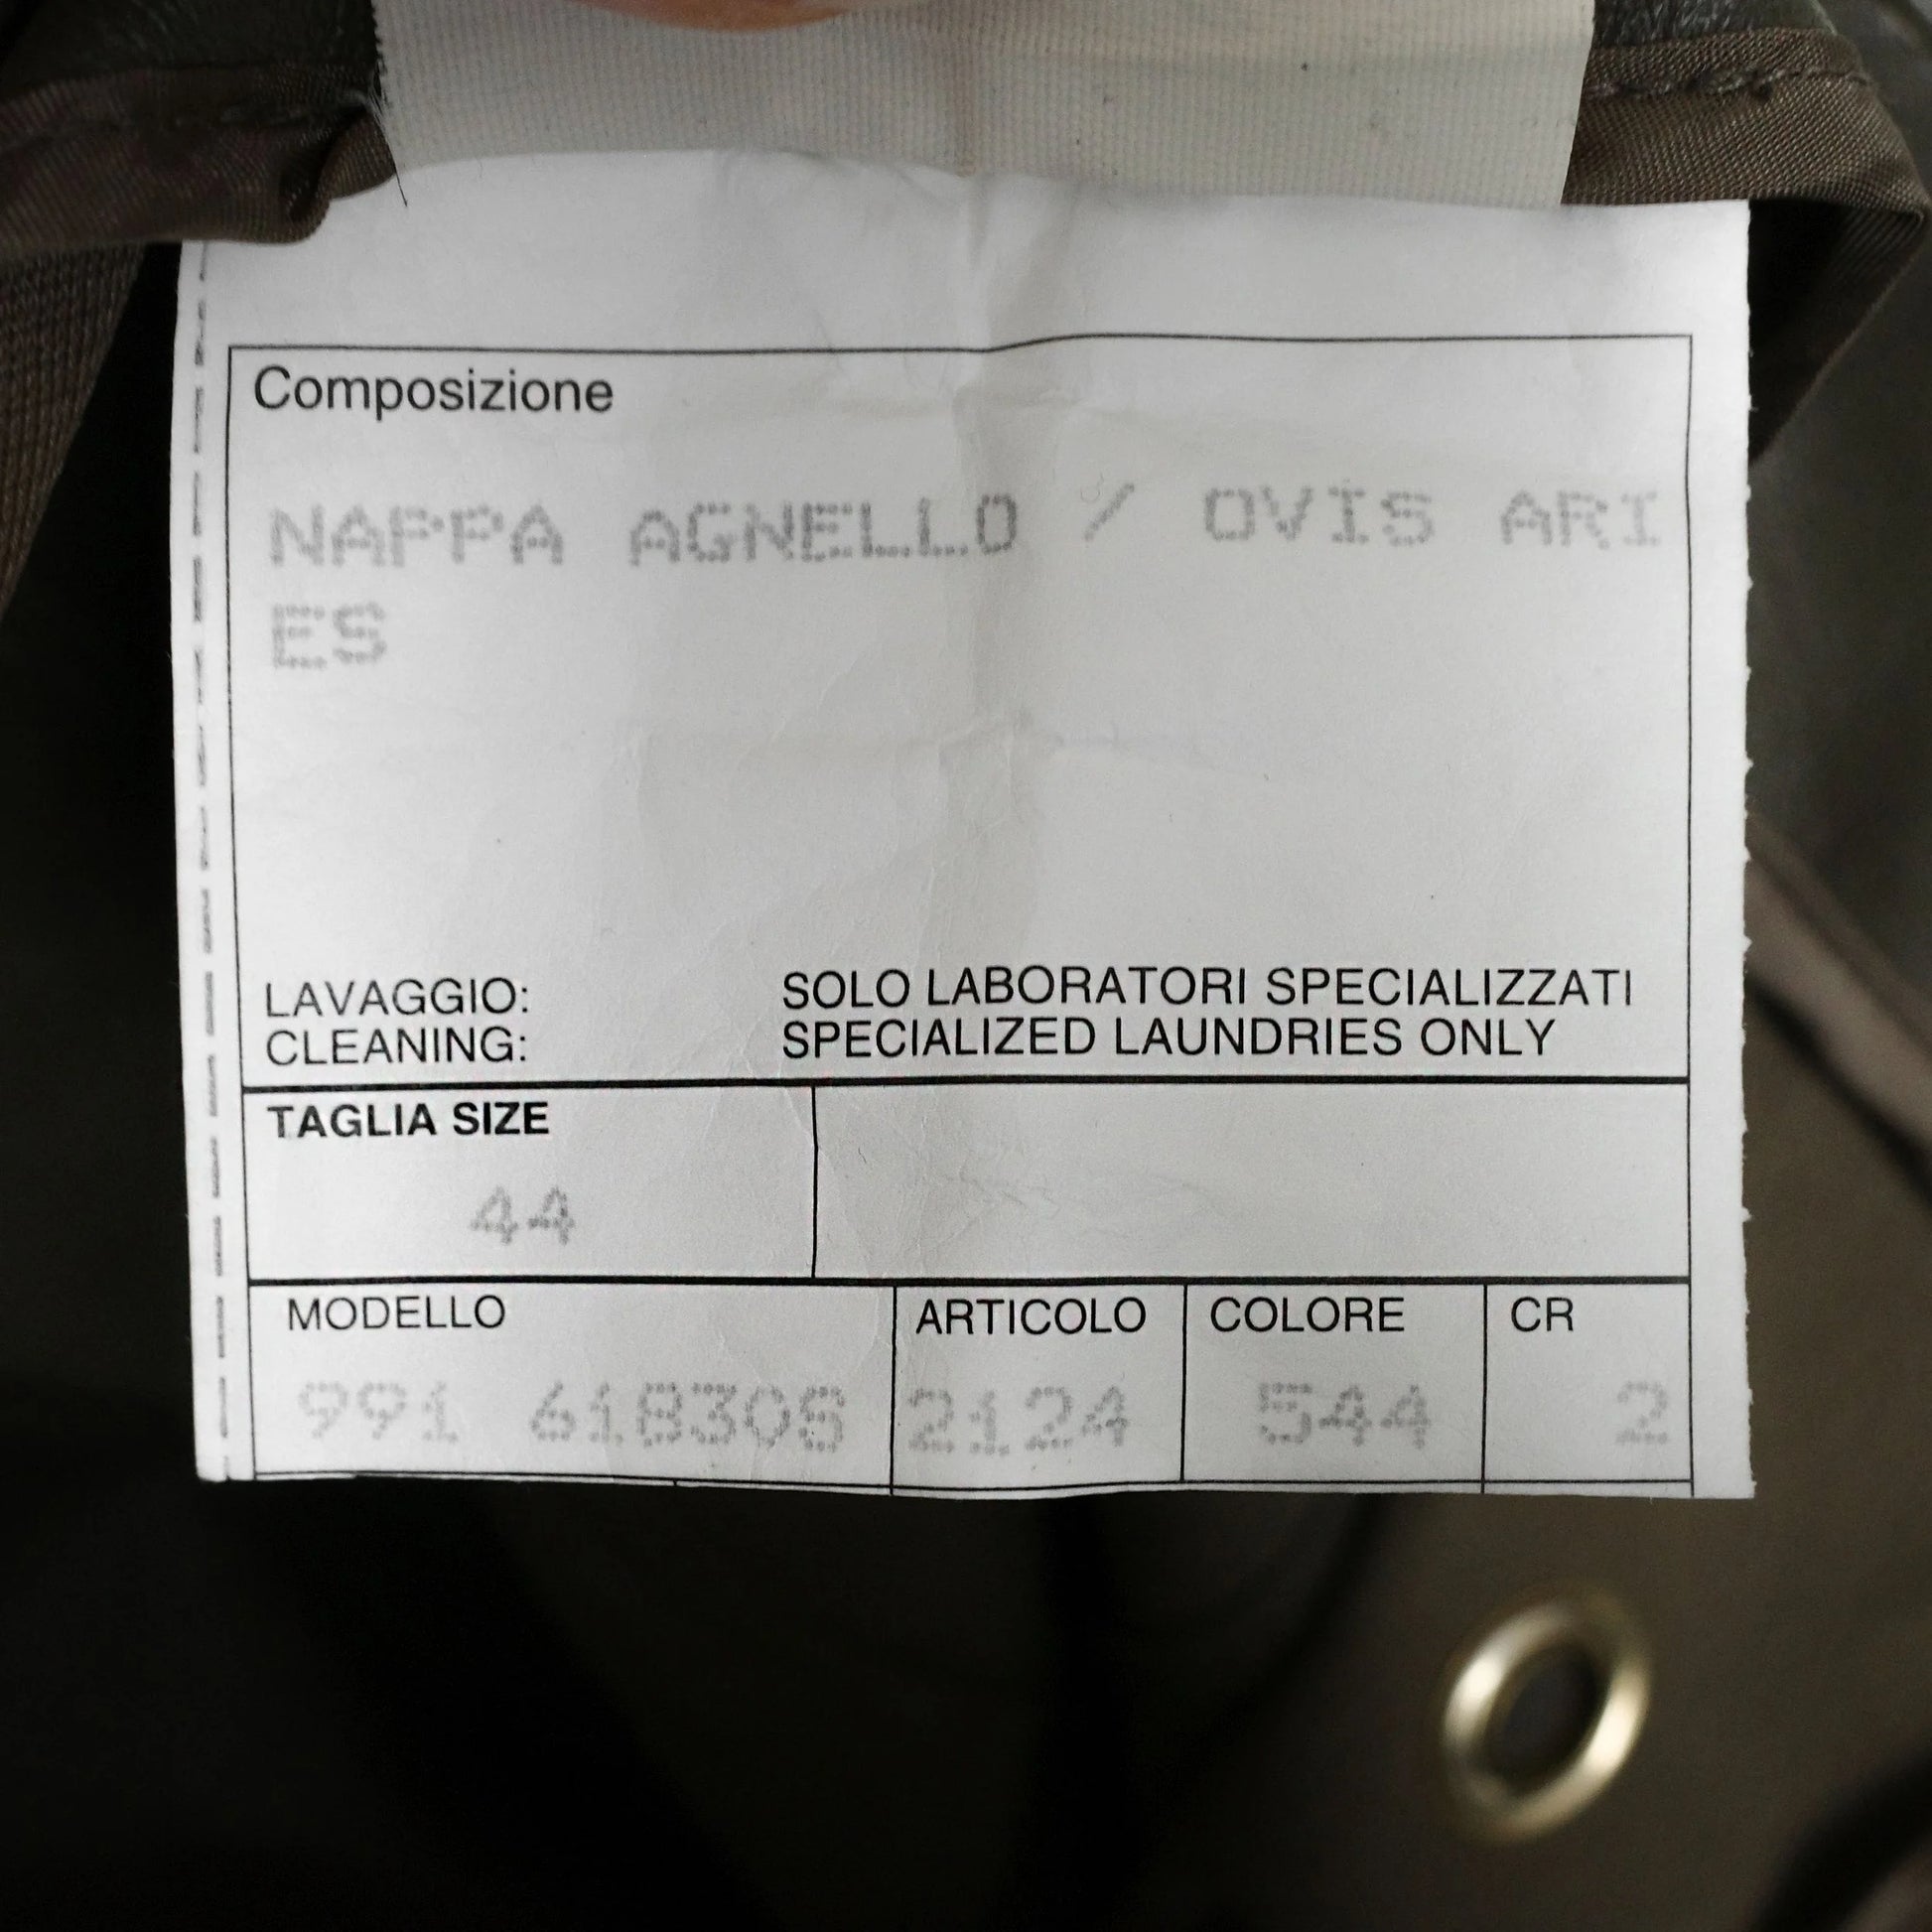 Composizione
NAPPA AGNELLO / OVIS ARI
ES
LAVAGGIO: SOLO LABORATORI SPECIALIZZATI
CLEANING: SPECIALIZED LAUNDRIES ONLY
TAGLIA SIZE
44
MODELLO ARTICOLO COLORE CR
991 618308 2124 544 2